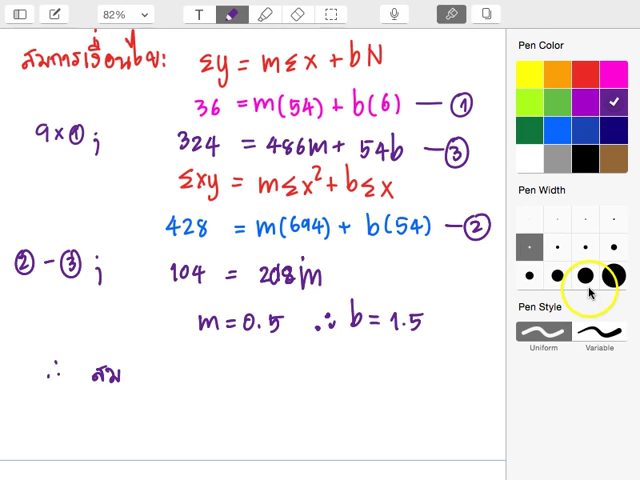 82%
T
Pen Color
สมการเงื่อนไข: Σy = mΣx + bN
36 = m(54) + b(6) — ①
9 x ① ; 324 = 486m + 54b — ③
Σxy = mΣx² + bΣx
428 = m(694) + b(54) — ②
② - ③ ; 104 = 208m
m = 0.5 ∴ b = 1.5
∴ สม
Pen Width
Pen Style
Uniform Variable